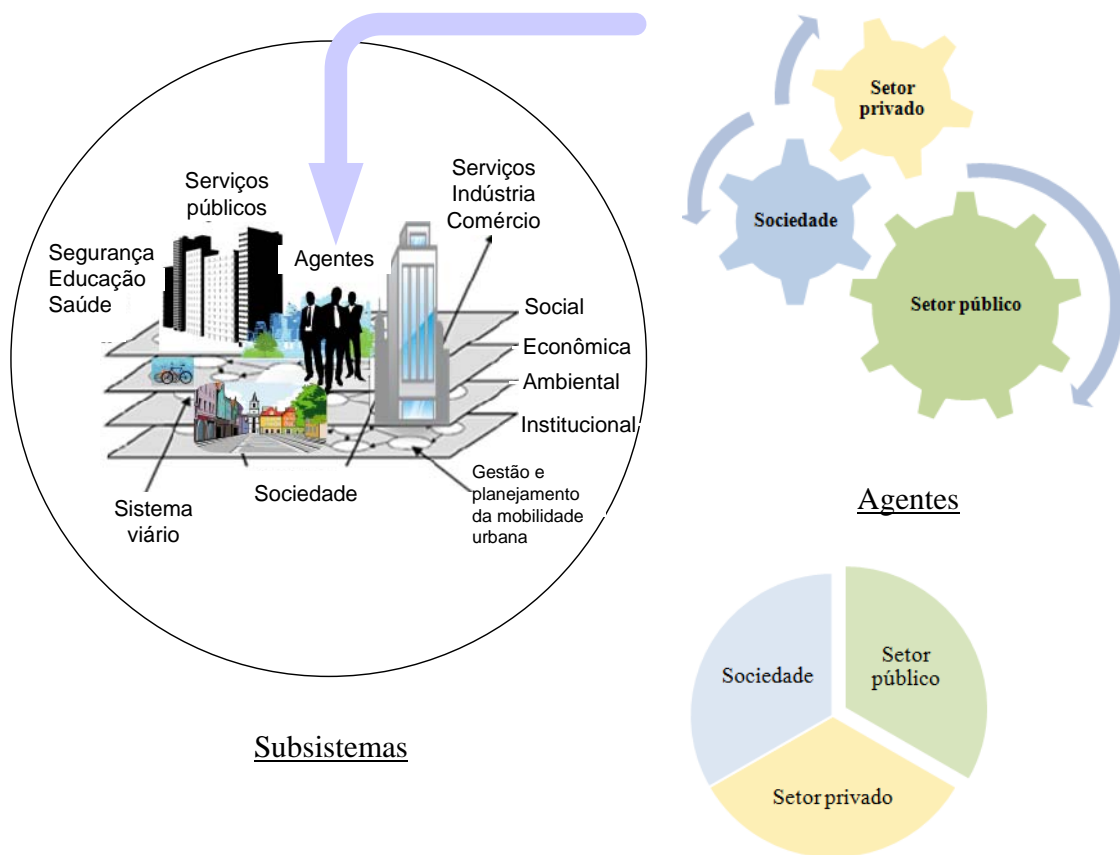 Serviços
públicos
Segurança
Educação
Saúde
Agentes
Serviços
Indústria
Comércio
Social
Econômica
Ambiental
Institucional
Sistema
viário
Sociedade
Gestão e
planejamento
da mobilidade
urbana
Subsistemas
Setor
privado
Sociedade
Setor público
Agentes
Sociedade
Setor
público
Setor privado